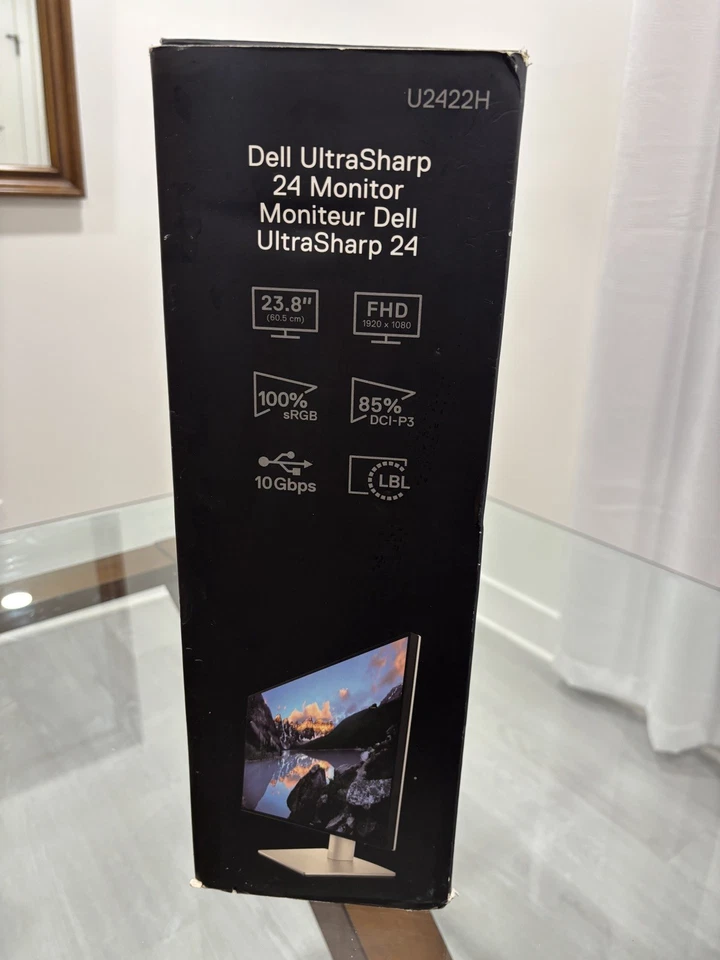 U2422H
Dell UltraSharp
24 Monitor
Moniteur Dell
UltraSharp 24
23.8"
(60.5 cm)
FHD
1920 x 1080
100%
sRGB
85%
DCI-P3
10Gbps
LBL